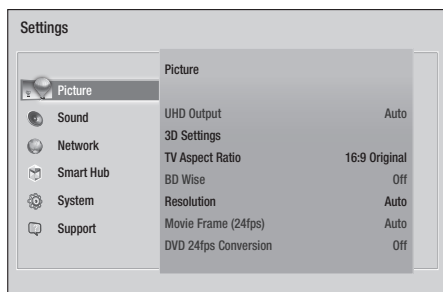 Settings
Picture
Sound
Network
Smart Hub
System
Support
Picture
UHD Output Auto
3D Settings
TV Aspect Ratio 16:9 Original
BD Wise Off
Resolution Auto
Movie Frame (24fps) Auto
DVD 24fps Conversion Off